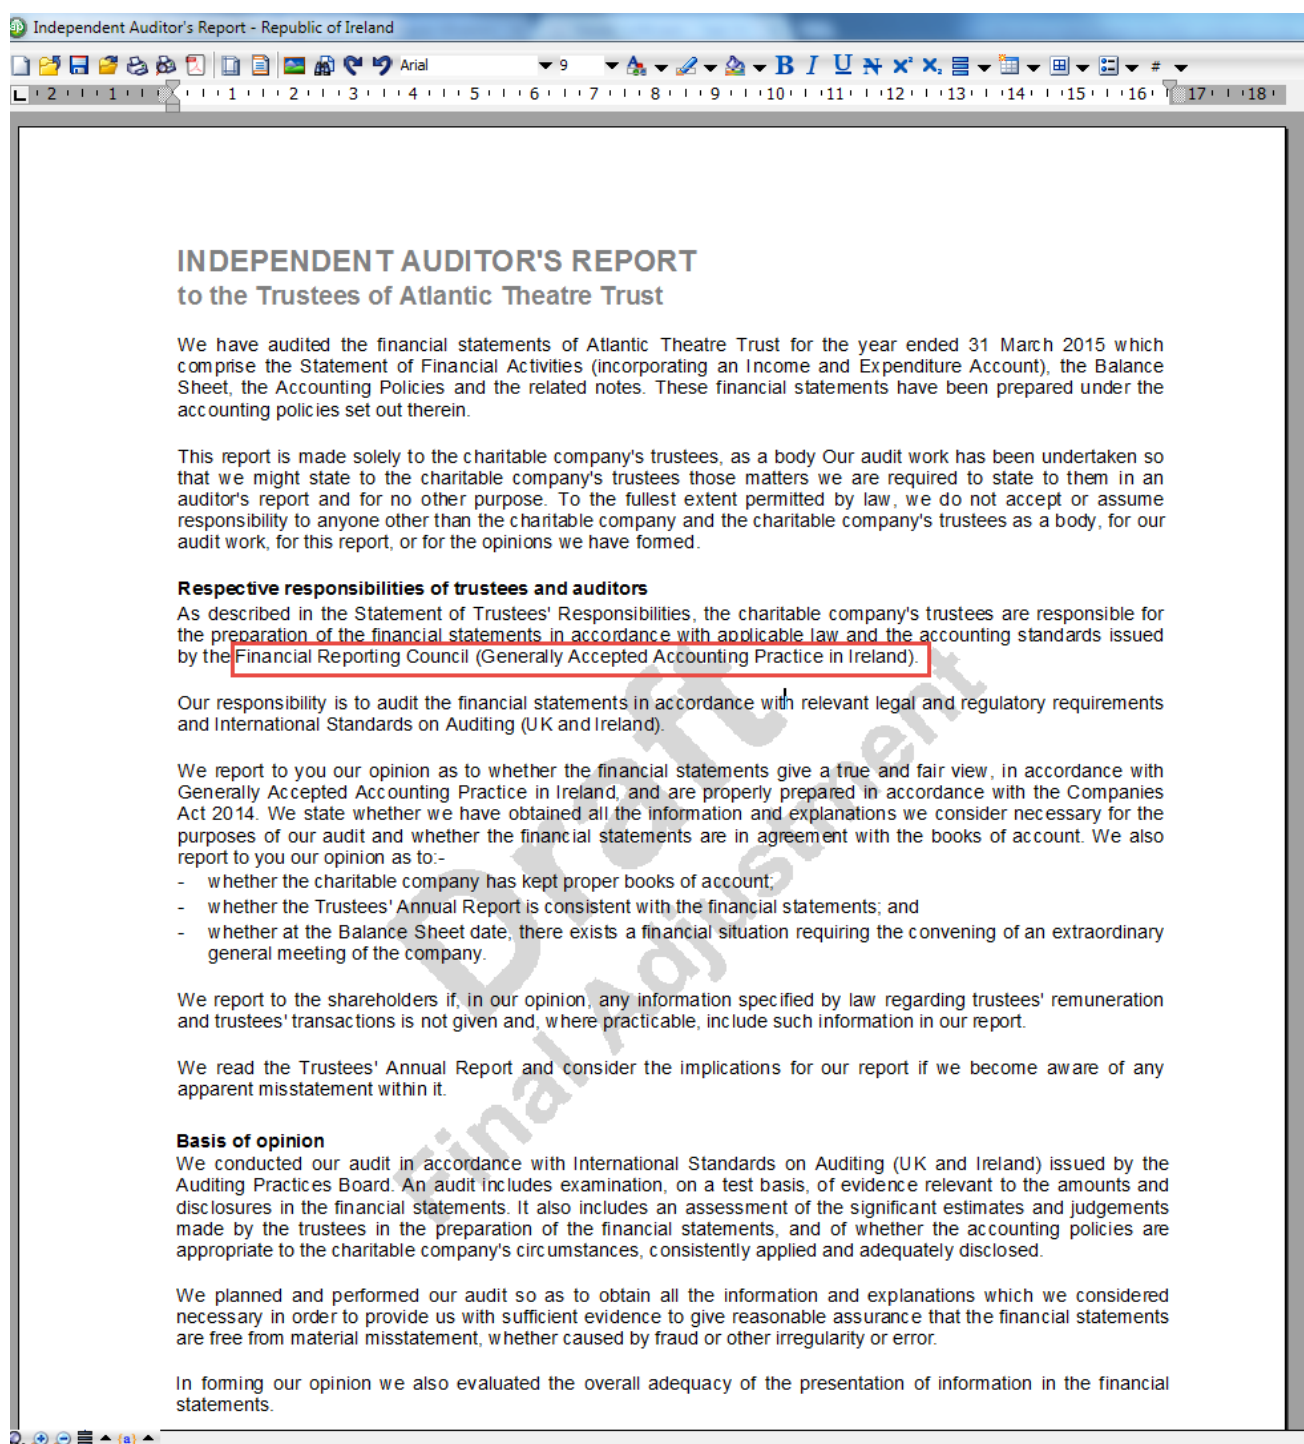 Independent Auditor's Report - Republic of Ireland
Arial 9 B I U N X² X₂ #
L 2 1 1 2 3 4 5 6 7 8 9 10 11 12 13 14 15 16 17 18
INDEPENDENT AUDITOR'S REPORT
to the Trustees of Atlantic Theatre Trust
We have audited the financial statements of Atlantic Theatre Trust for the year ended 31 March 2015 which
comprise the Statement of Financial Activities (incorporating an Income and Expenditure Account), the Balance
Sheet, the Accounting Policies and the related notes. These financial statements have been prepared under the
accounting policies set out therein.
This report is made solely to the charitable company's trustees, as a body Our audit work has been undertaken so
that we might state to the charitable company's trustees those matters we are required to state to them in an
auditor's report and for no other purpose. To the fullest extent permitted by law, we do not accept or assume
responsibility to anyone other than the charitable company and the charitable company's trustees as a body, for our
audit work, for this report, or for the opinions we have formed.
Respective responsibilities of trustees and auditors
As described in the Statement of Trustees' Responsibilities, the charitable company's trustees are responsible for
the preparation of the financial statements in accordance with applicable law and the accounting standards issued
by the Financial Reporting Council (Generally Accepted Accounting Practice in Ireland).
Our responsibility is to audit the financial statements in accordance with relevant legal and regulatory requirements
and International Standards on Auditing (UK and Ireland).
We report to you our opinion as to whether the financial statements give a true and fair view, in accordance with
Generally Accepted Accounting Practice in Ireland, and are properly prepared in accordance with the Companies
Act 2014. We state whether we have obtained all the information and explanations we consider necessary for the
purposes of our audit and whether the financial statements are in agreement with the books of account. We also
report to you our opinion as to:-
- whether the charitable company has kept proper books of account;
- whether the Trustees' Annual Report is consistent with the financial statements; and
- whether at the Balance Sheet date, there exists a financial situation requiring the convening of an extraordinary
general meeting of the company.
We report to the shareholders if, in our opinion, any information specified by law regarding trustees' remuneration
and trustees' transactions is not given and, where practicable, include such information in our report.
We read the Trustees' Annual Report and consider the implications for our report if we become aware of any
apparent misstatement within it.
Basis of opinion
We conducted our audit in accordance with International Standards on Auditing (UK and Ireland) issued by the
Auditing Practices Board. An audit includes examination, on a test basis, of evidence relevant to the amounts and
disclosures in the financial statements. It also includes an assessment of the significant estimates and judgements
made by the trustees in the preparation of the financial statements, and of whether the accounting policies are
appropriate to the charitable company's circumstances, consistently applied and adequately disclosed.
We planned and performed our audit so as to obtain all the information and explanations which we considered
necessary in order to provide us with sufficient evidence to give reasonable assurance that the financial statements
are free from material misstatement, whether caused by fraud or other irregularity or error.
In forming our opinion we also evaluated the overall adequacy of the presentation of information in the financial
statements.
Draft
Final Adjustment
{a}